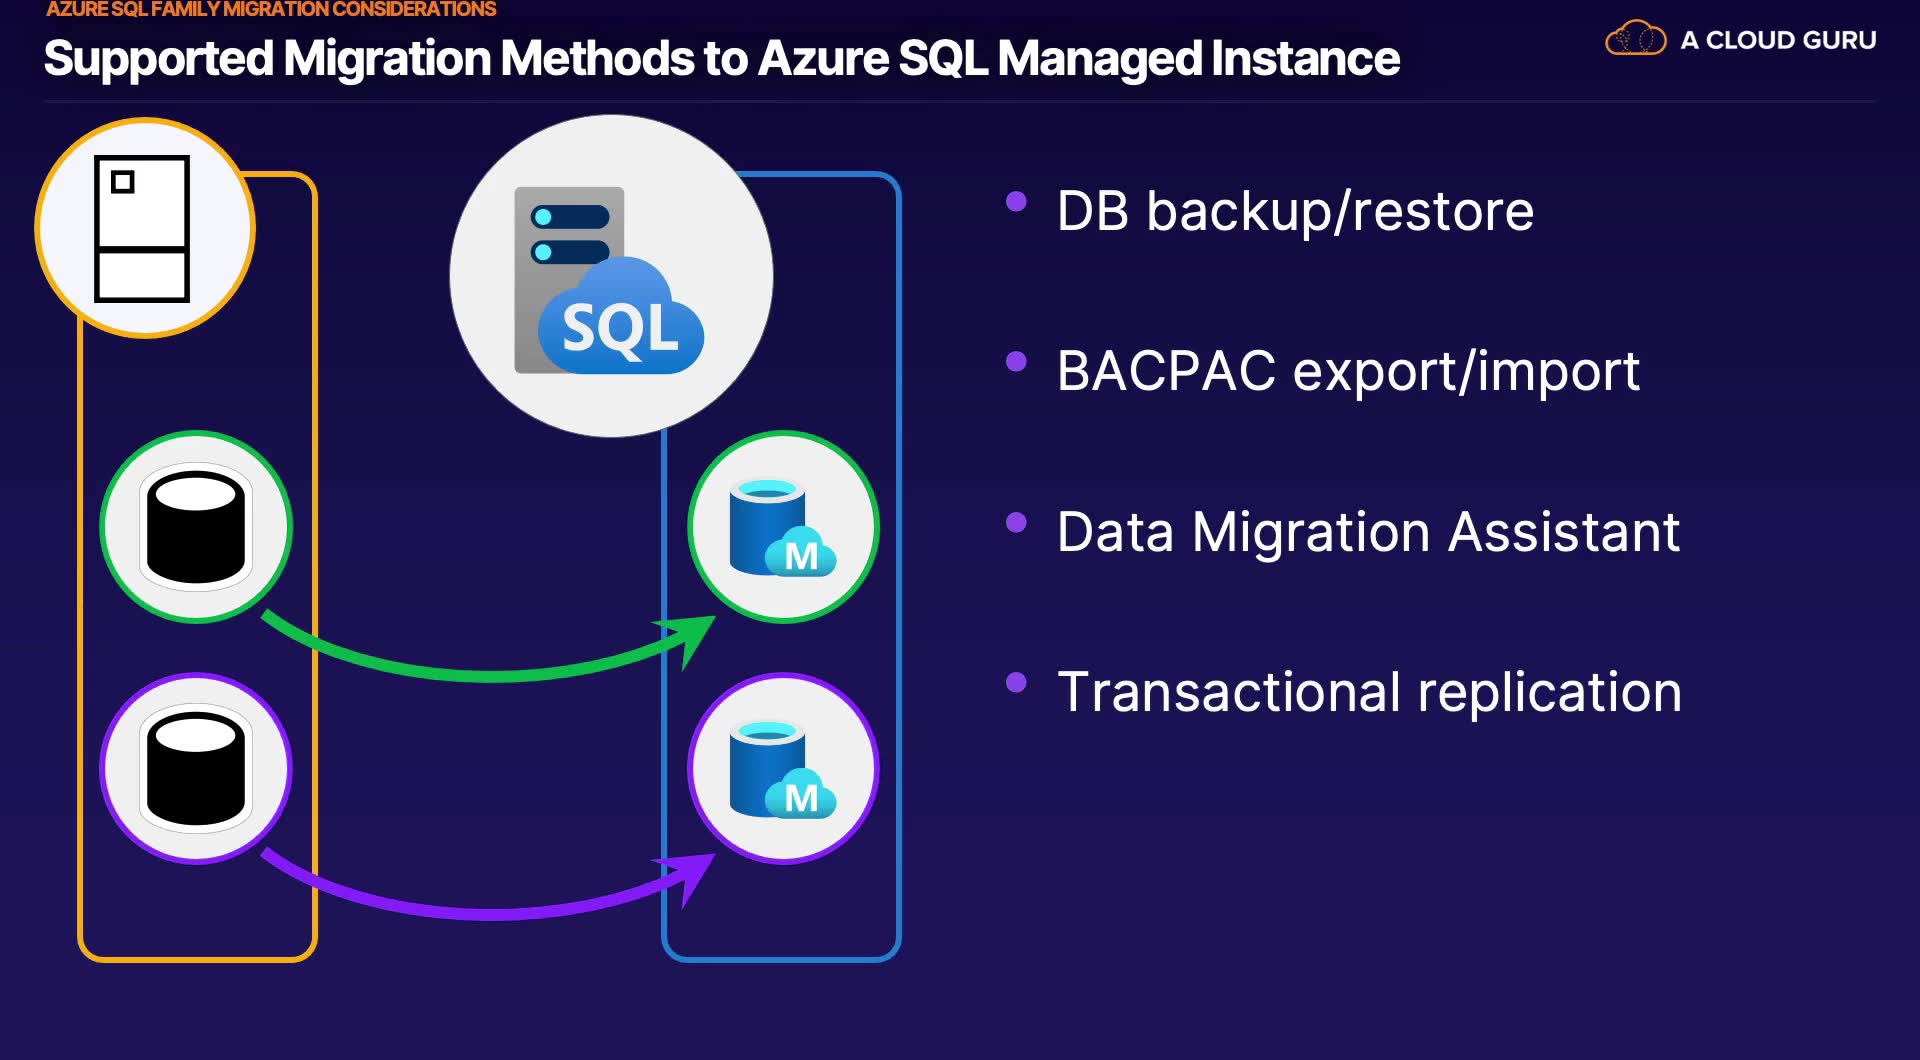 AZURE SQL FAMILY MIGRATION CONSIDERATIONS
Supported Migration Methods to Azure SQL Managed Instance
A CLOUD GURU
SQL
M
M
DB backup/restore
BACPAC export/import
Data Migration Assistant
Transactional replication